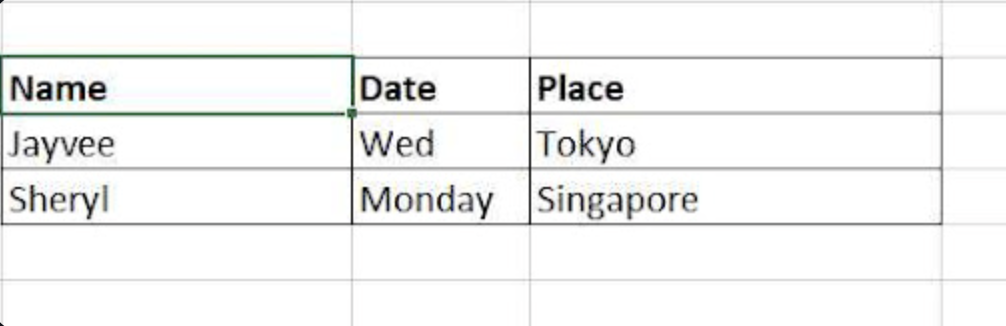 Name Date Place
Jayvee Wed Tokyo
Sheryl Monday Singapore